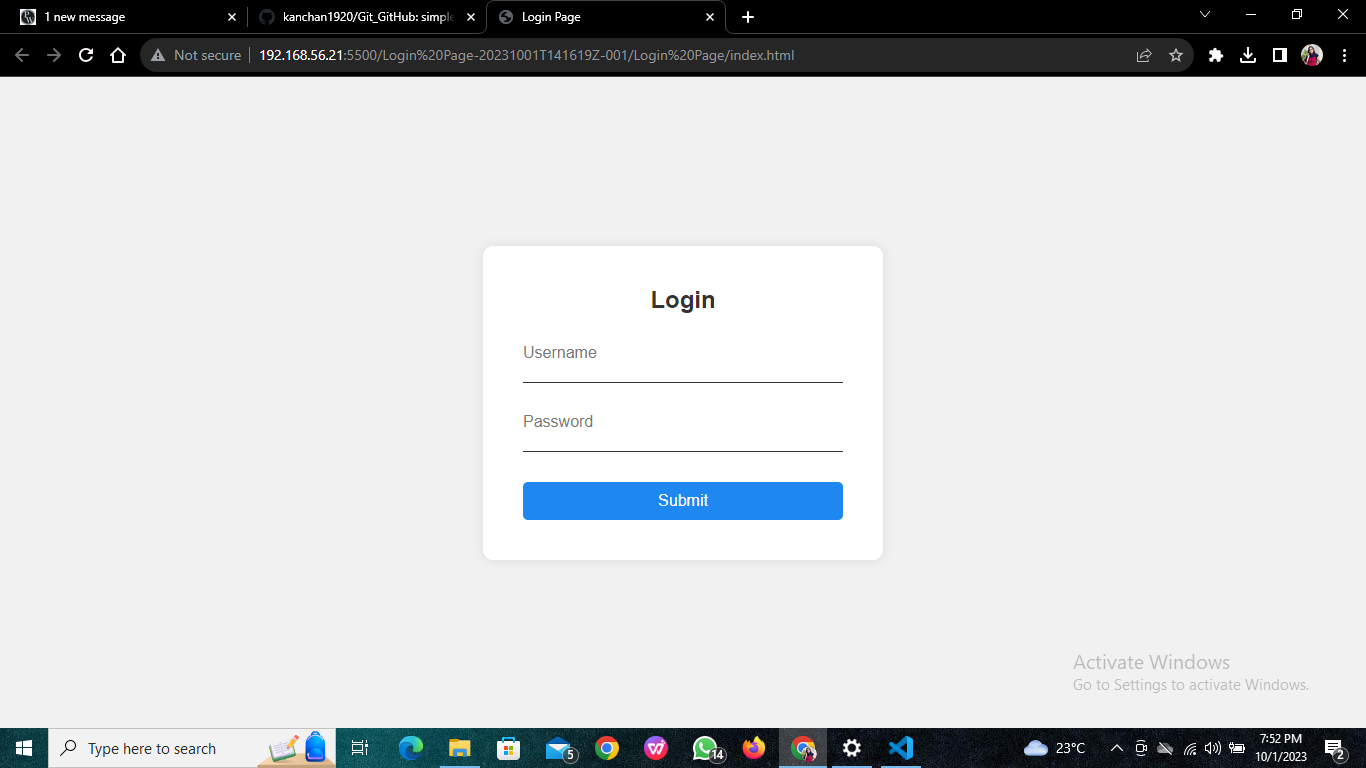 1 new message
kanchan1920/Git_GitHub: simple
Login Page
Not secure
192.168.56.21:5500/Login%20Page-20231001T141619Z-001/Login%20Page/index.html
Login
Username
Password
Submit
Activate Windows
Go to Settings to activate Windows.
Type here to search
5
14
23°C
7:52 PM
10/1/2023
2